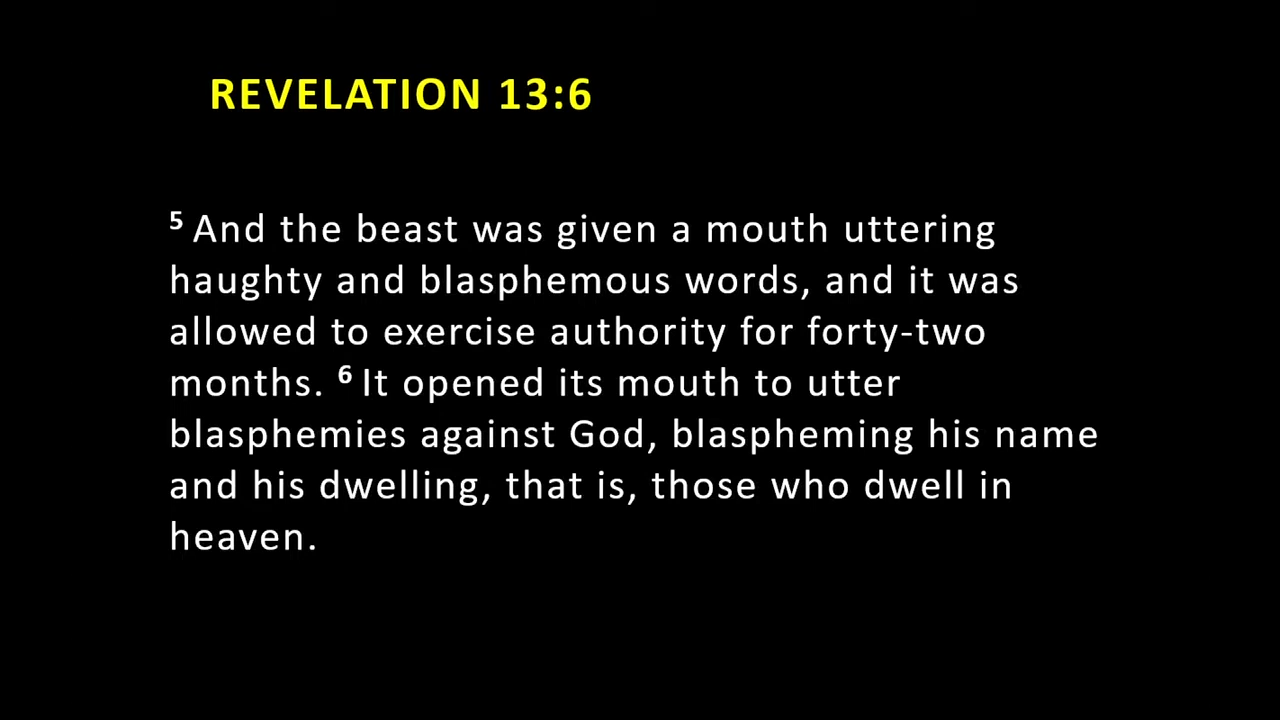 REVELATION 13:6
⁵ And the beast was given a mouth uttering
haughty and blasphemous words, and it was
allowed to exercise authority for forty-two
months. ⁶ It opened its mouth to utter
blasphemies against God, blaspheming his name
and his dwelling, that is, those who dwell in
heaven.